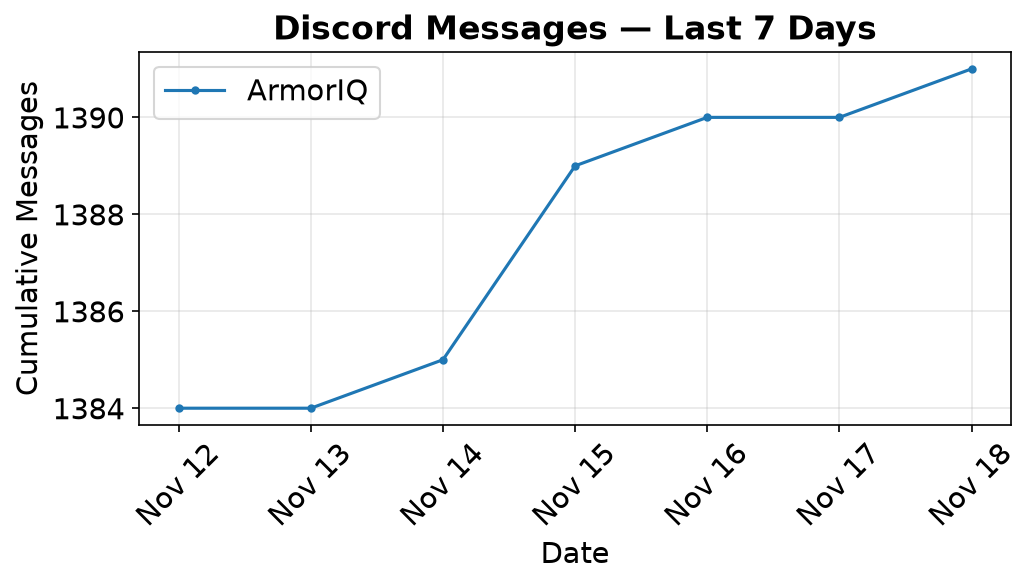 Discord Messages — Last 7 Days
ArmorIQ
Cumulative Messages
1390
1388
1386
1384
Nov 12
Nov 13
Nov 14
Nov 15
Nov 16
Nov 17
Nov 18
Date